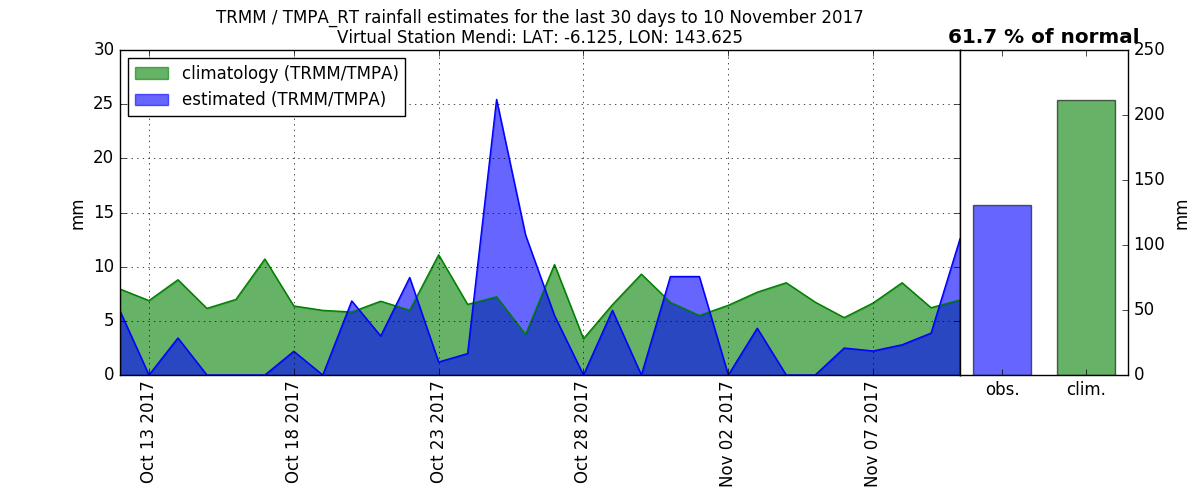 TRMM / TMPA_RT rainfall estimates for the last 30 days to 10 November 2017
Virtual Station Mendi: LAT: -6.125, LON: 143.625
61.7 % of normal
climatology (TRMM/TMPA)
estimated (TRMM/TMPA)
30
25
20
15
10
5
0
mm
Oct 13 2017
Oct 18 2017
Oct 23 2017
Oct 28 2017
Nov 02 2017
Nov 07 2017
250
200
150
100
50
0
mm
obs.
clim.